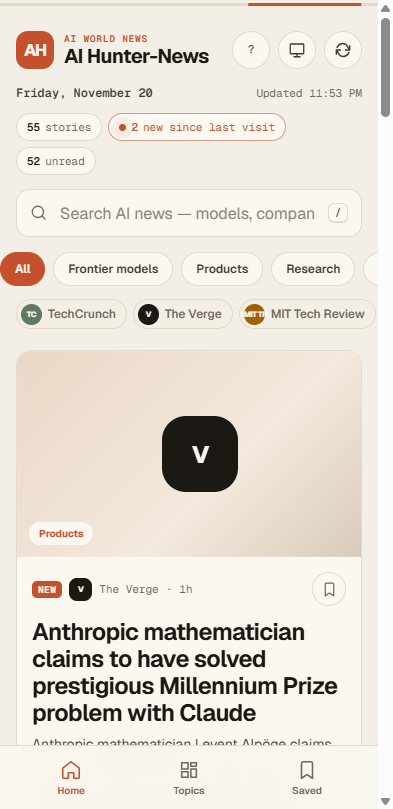 AH
AI WORLD NEWS
AI Hunter-News
?
Friday, November 20
Updated 11:53 PM
55 stories
2 new since last visit
52 unread
Search AI news — models, compan
/
All
Frontier models
Products
Research
TC TechCrunch
V The Verge
MIT Tech Review
V
Products
NEW V The Verge · 1h
Anthropic mathematician
claims to have solved
prestigious Millennium Prize
problem with Claude
Anthropic mathematician Levent Alpöge claims
Home
Topics
Saved